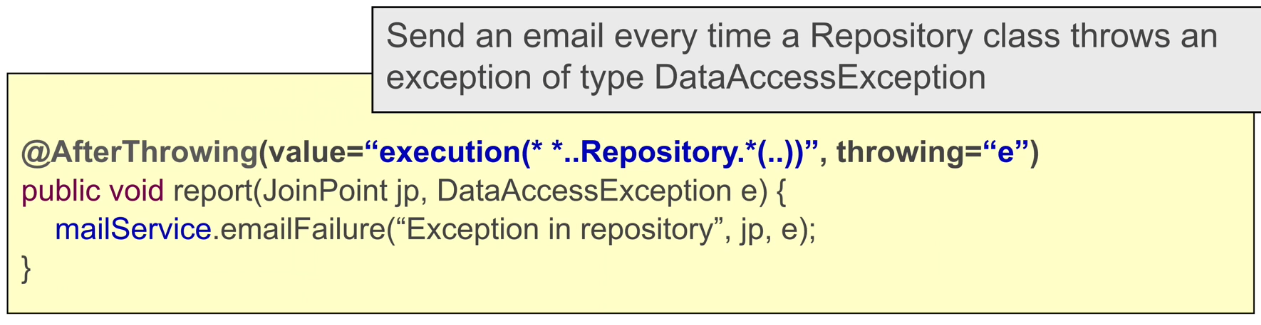 Send an email every time a Repository class throws an
exception of type DataAccessException
@AfterThrowing(value=“execution(* *..Repository.*(..))”, throwing=“e”)
public void report(JoinPoint jp, DataAccessException e) {
mailService.emailFailure(“Exception in repository”, jp, e);
}